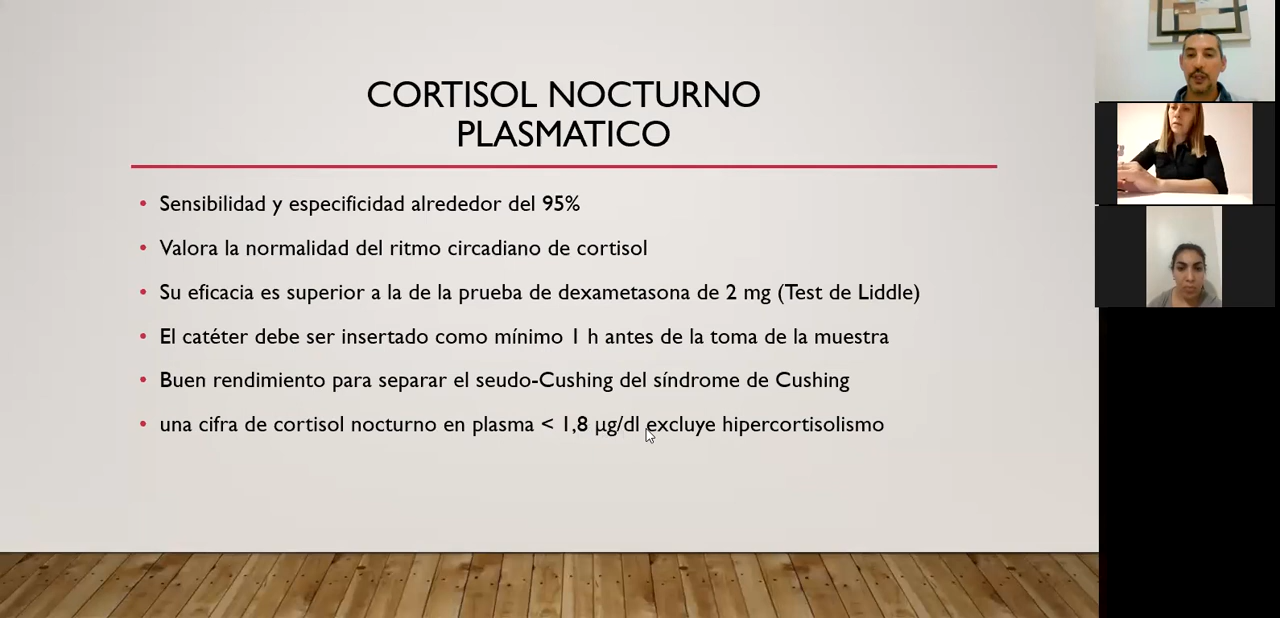 CORTISOL NOCTURNO
PLASMATICO
• Sensibilidad y especificidad alrededor del 95%
• Valora la normalidad del ritmo circadiano de cortisol
• Su eficacia es superior a la de la prueba de dexametasona de 2 mg (Test de Liddle)
• El catéter debe ser insertado como mínimo 1 h antes de la toma de la muestra
• Buen rendimiento para separar el seudo-Cushing del síndrome de Cushing
• una cifra de cortisol nocturno en plasma < 1,8 µg/dl excluye hipercortisolismo